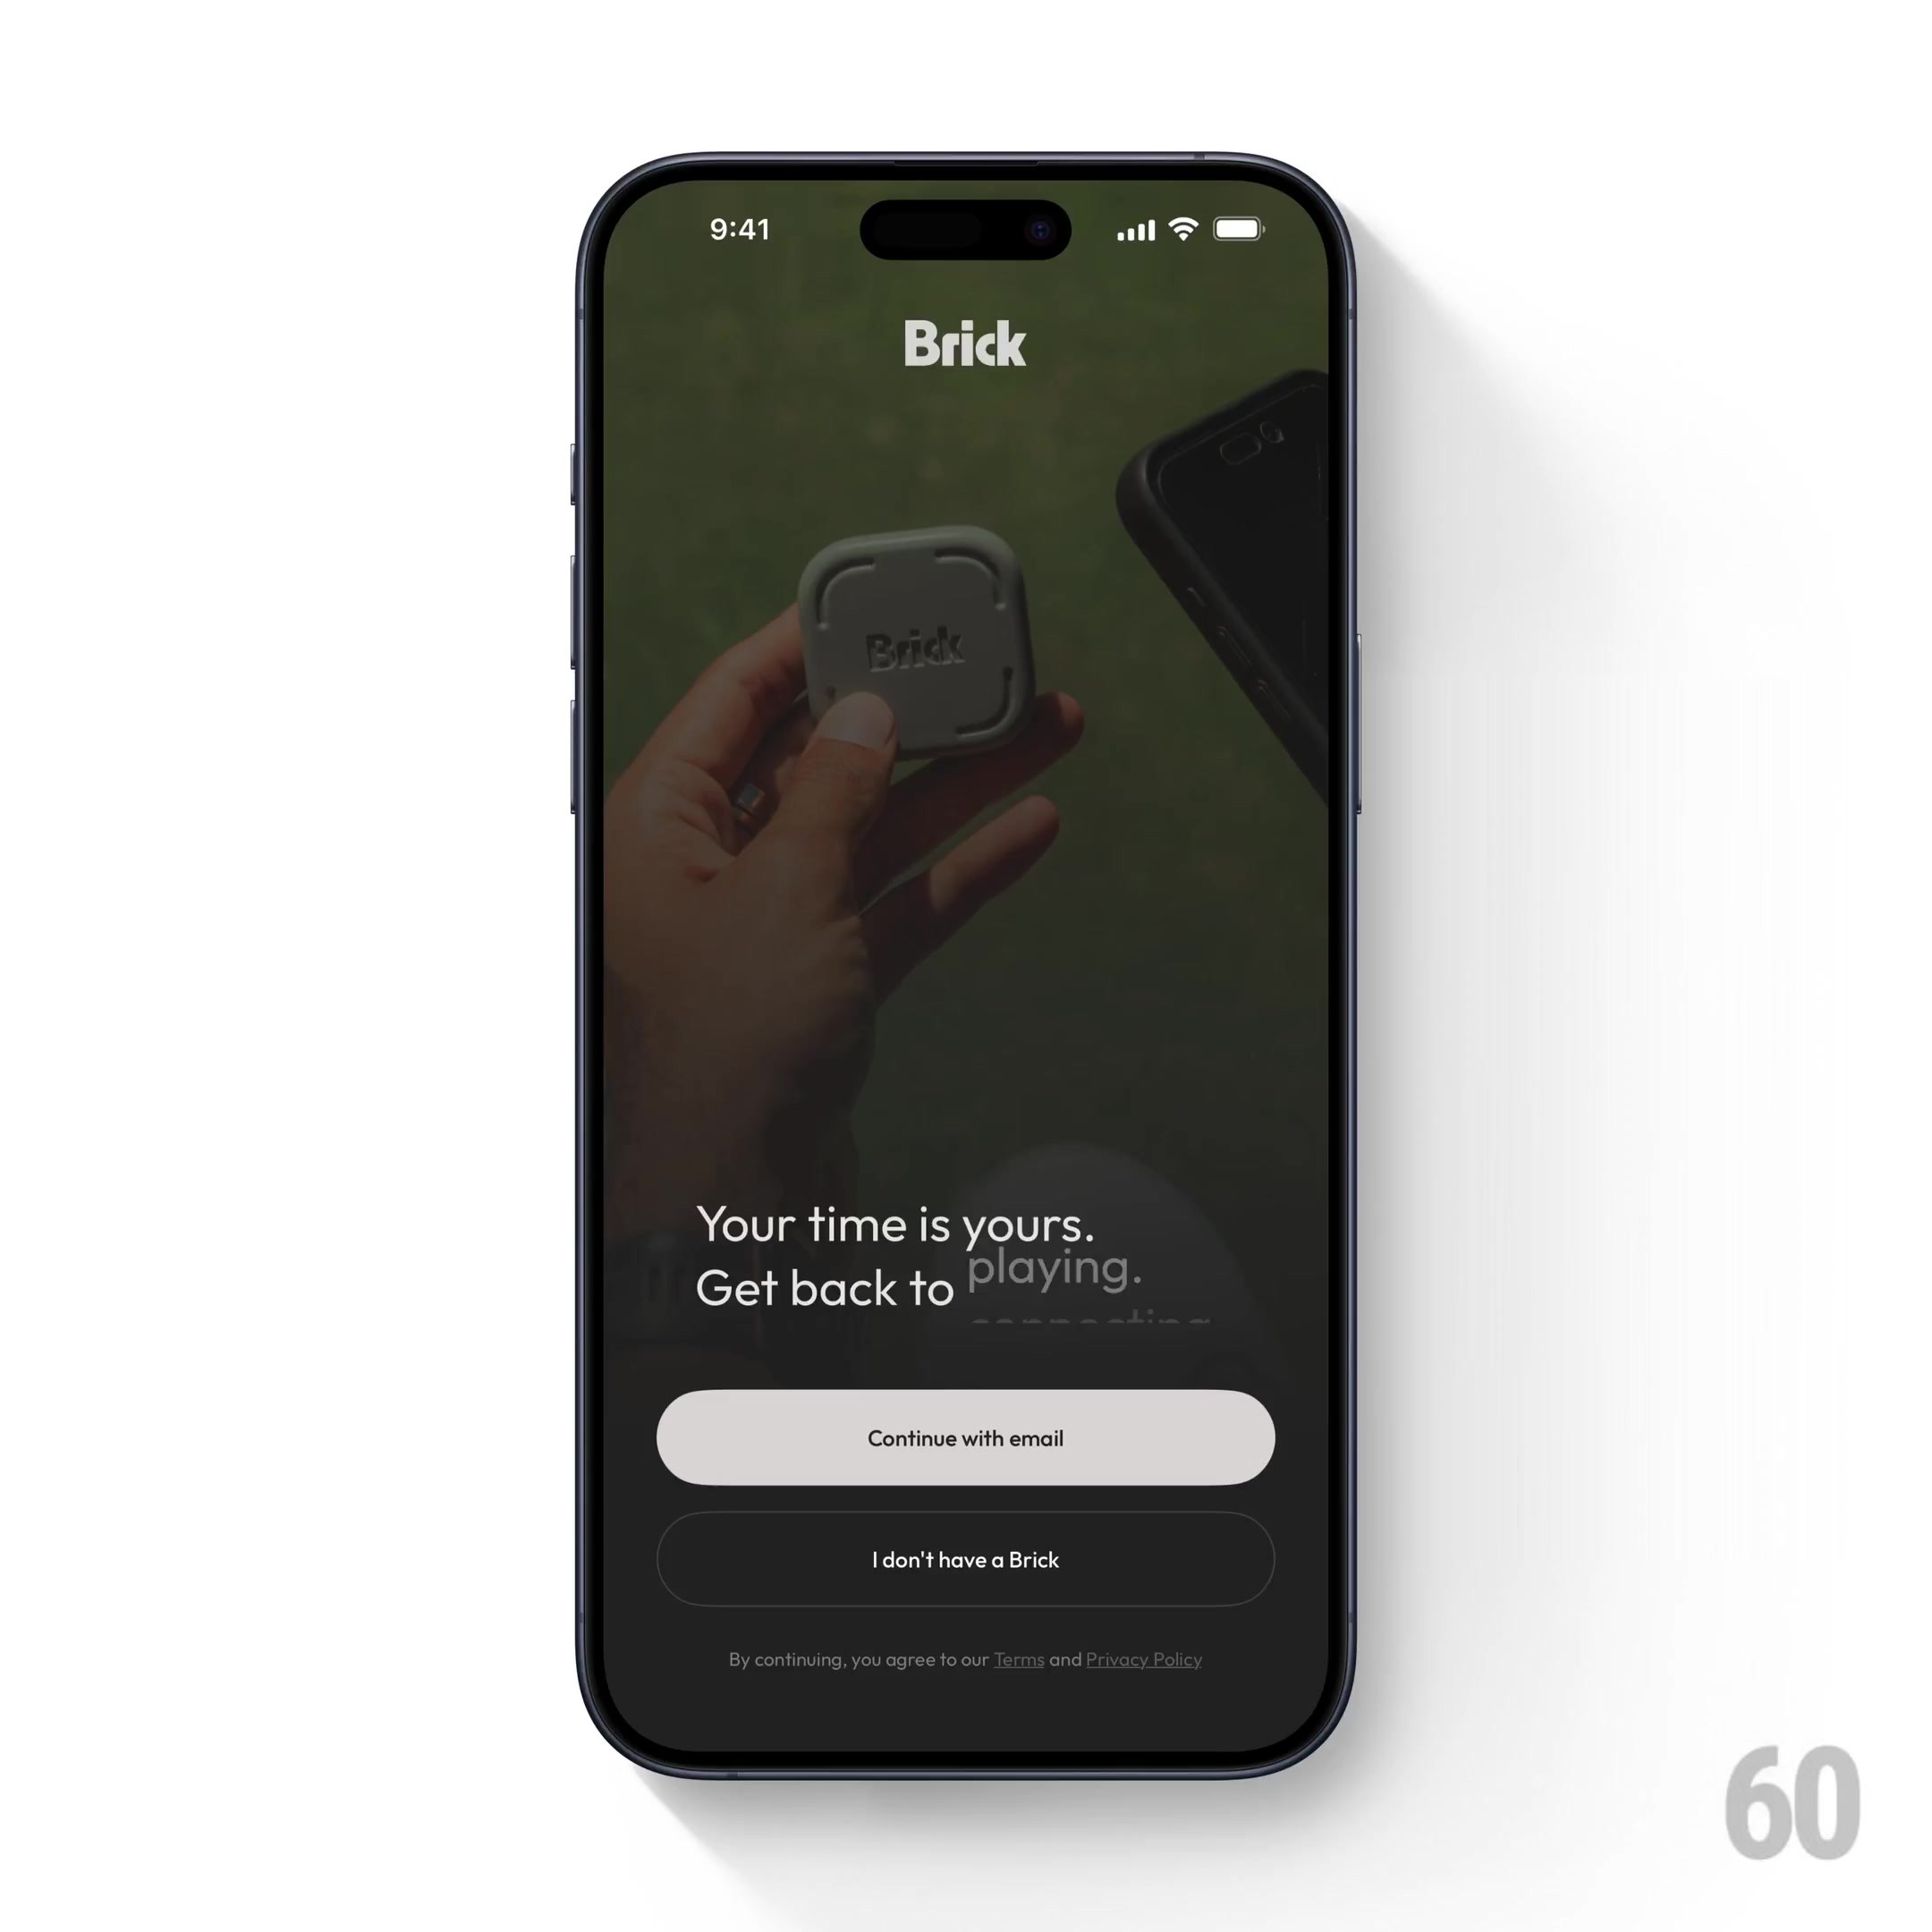 9:41
Brick
Brick
Your time is yours.
Get back to playing.
connecting
Continue with email
I don't have a Brick
By continuing, you agree to our Terms and Privacy Policy
60